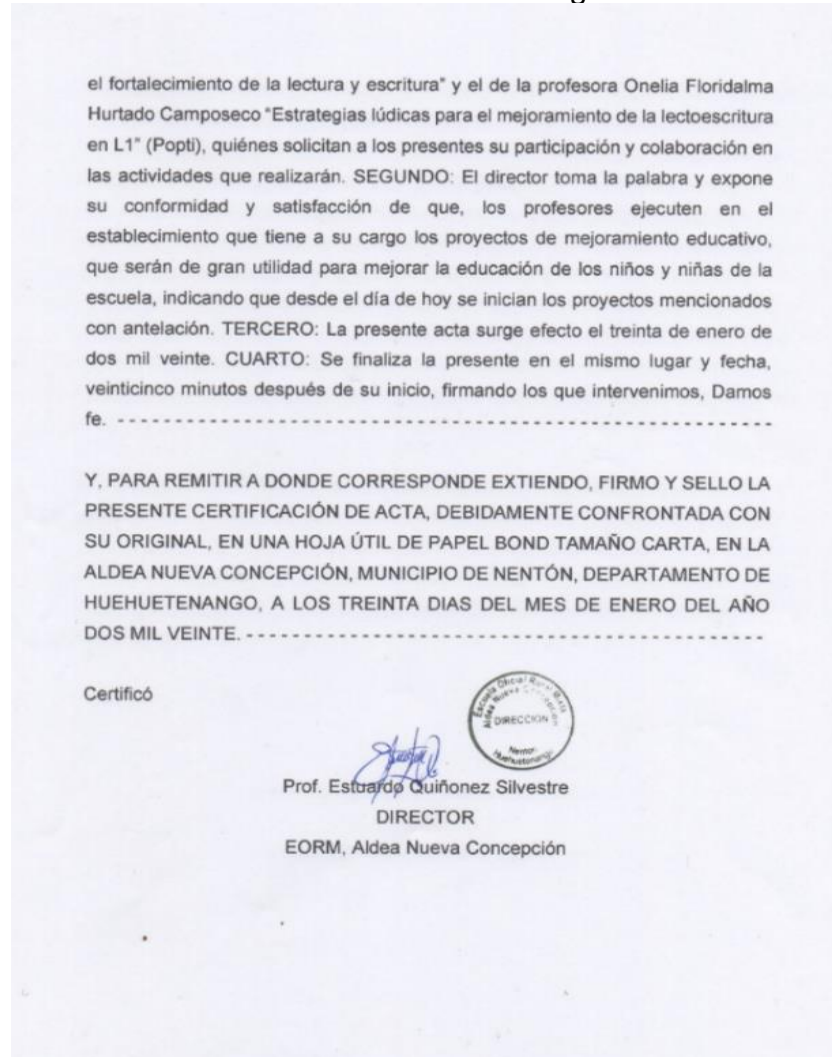 el fortalecimiento de la lectura y escritura" y el de la profesora Onelia Floridalma
Hurtado Camposeco "Estrategias lúdicas para el mejoramiento de la lectoescritura
en L1" (Popti), quiénes solicitan a los presentes su participación y colaboración en
las actividades que realizarán. SEGUNDO: El director toma la palabra y expone
su conformidad y satisfacción de que, los profesores ejecuten en el
establecimiento que tiene a su cargo los proyectos de mejoramiento educativo,
que serán de gran utilidad para mejorar la educación de los niños y niñas de la
escuela, indicando que desde el día de hoy se inician los proyectos mencionados
con antelación. TERCERO: La presente acta surge efecto el treinta de enero de
dos mil veinte. CUARTO: Se finaliza la presente en el mismo lugar y fecha,
veinticinco minutos después de su inicio, firmando los que intervenimos, Damos
fe. - - - - - - - - - - - - - - - - - - - - - - - - - - - - - - - - - - - - - - - - - - - - - - - - - - - - - - - - - - - - - -
Y, PARA REMITIR A DONDE CORRESPONDE EXTIENDO, FIRMO Y SELLO LA
PRESENTE CERTIFICACIÓN DE ACTA, DEBIDAMENTE CONFRONTADA CON
SU ORIGINAL, EN UNA HOJA ÚTIL DE PAPEL BOND TAMAÑO CARTA, EN LA
ALDEA NUEVA CONCEPCIÓN, MUNICIPIO DE NENTÓN, DEPARTAMENTO DE
HUEHUETENANGO, A LOS TREINTA DIAS DEL MES DE ENERO DEL AÑO
DOS MIL VEINTE. - - - - - - - - - - - - - - - - - - - - - - - - - - - - - - - - - - - - - - - - - - - - - - - - -
Certificó
Escuela Oficial Rural Mixta
Aldea Nueva Concepción
DIRECCION
Nentón
Huehuetenango
Prof. Estuardo Quiñonez Silvestre
DIRECTOR
EORM, Aldea Nueva Concepción